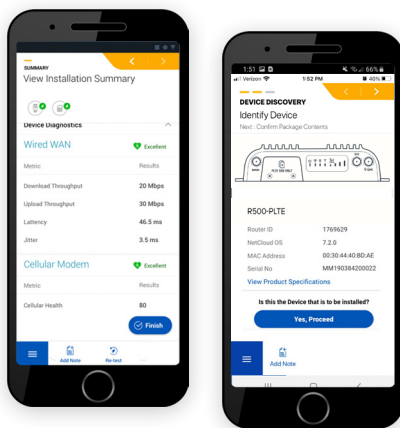 SUMMARY
View Installation Summary
Device Diagnostics
Wired WAN
Excellent
Metric Results
Download Throughput 20 Mbps
Upload Throughput 30 Mbps
Lattency 46.5 ms
Jitter 3.5 ms
Cellular Modem
Excellent
Metric Results
Cellular Health 80
Finish
Add Note Re-test
1:51 66%
Verizon 1:52 PM 40%
DEVICE DISCOVERY
Identify Device
Next : Confirm Package Contents
R500-PLTE
Router ID 1769629
NetCloud OS 7.2.0
MAC Address 00:30:44:40:BD:AE
Serial No MM190384200022
View Product Specifications
Is this the Device that is to be installed?
Yes, Proceed
Add Note